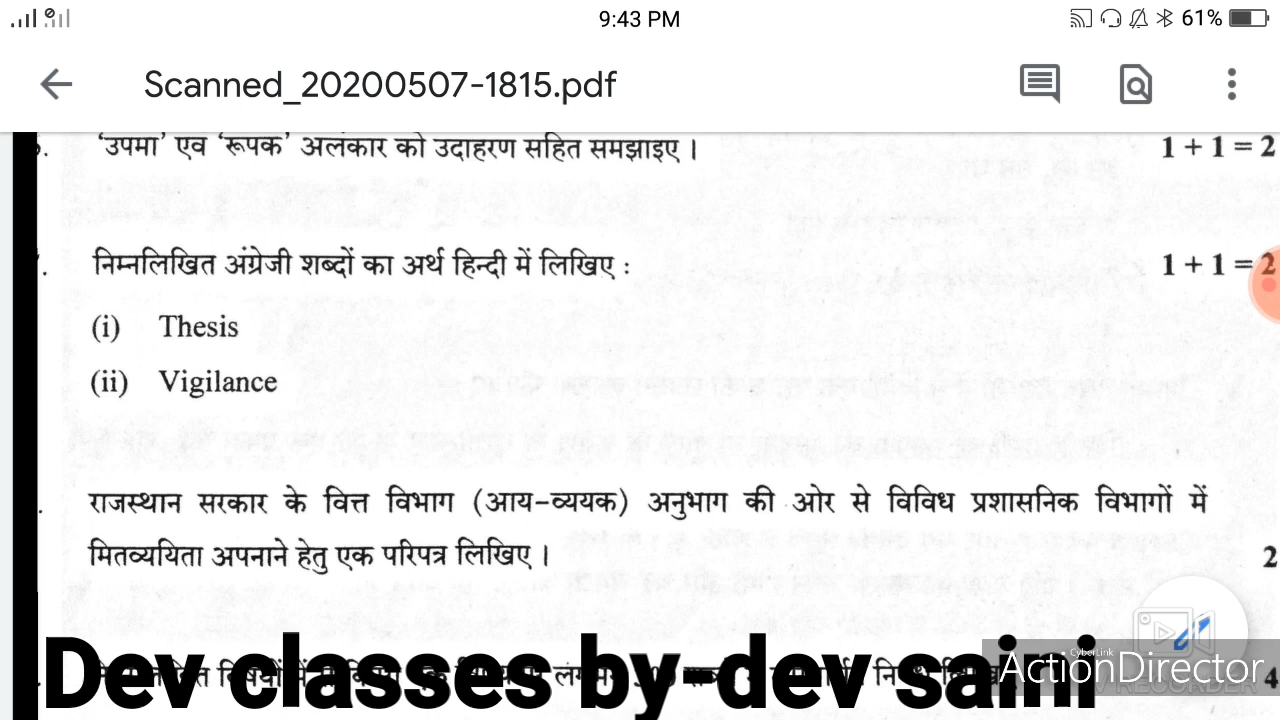 9:43 PM
61%
Scanned_20200507-1815.pdf
'उपमा' एव 'रूपक' अलंकार को उदाहरण सहित समझाइए । 1 + 1 = 2
निम्नलिखित अंग्रेजी शब्दों का अर्थ हिन्दी में लिखिए : 1 + 1 = 2
(i) Thesis
(ii) Vigilance
राजस्थान सरकार के वित्त विभाग (आय-व्ययक) अनुभाग की ओर से विविध प्रशासनिक विभागों में
मितव्ययिता अपनाने हेतु एक परिपत्र लिखिए । 2
Dev classes by- dev saini
4
CyberLink
ActionDirector